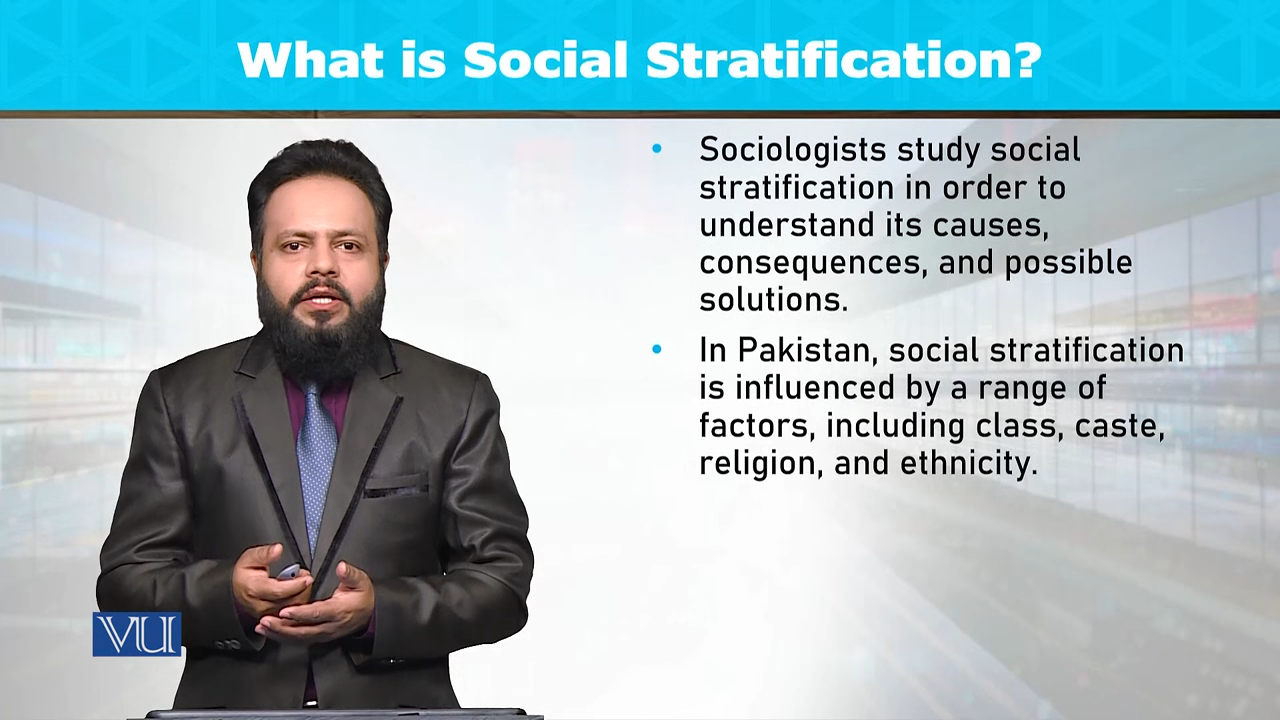 What is Social Stratification?
• Sociologists study social
stratification in order to
understand its causes,
consequences, and possible
solutions.
• In Pakistan, social stratification
is influenced by a range of
factors, including class, caste,
religion, and ethnicity.
VU